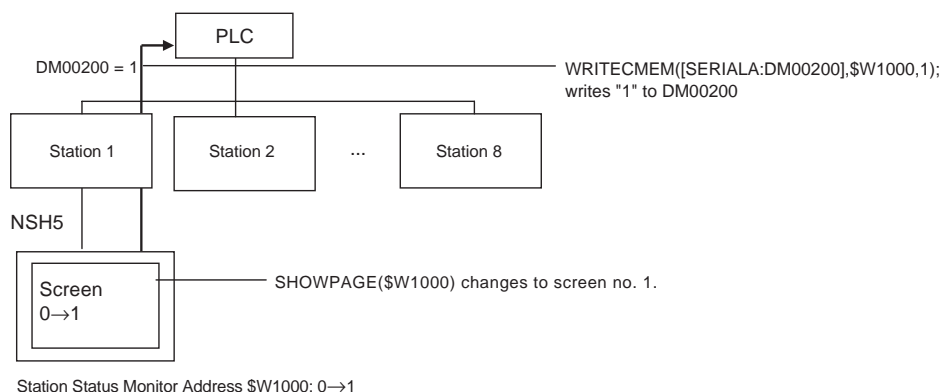 PLC
DM00200 = 1
WRITECMEM([SERIALA:DM00200],$W1000,1);
writes "1" to DM00200
Station 1
Station 2
...
Station 8
NSH5
Screen
0→1
SHOWPAGE($W1000) changes to screen no. 1.
Station Status Monitor Address $W1000: 0→1